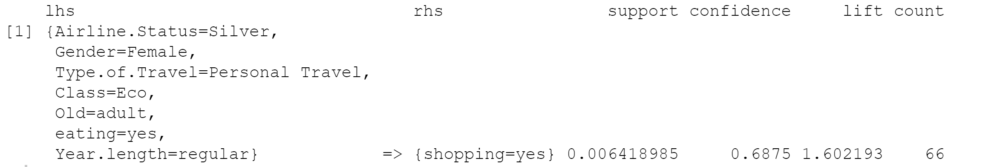 lhs rhs support confidence lift count
[1] {Airline.Status=Silver,
Gender=Female,
Type.of.Travel=Personal Travel,
Class=Eco,
Old=adult,
eating=yes,
Year.length=regular} => {shopping=yes} 0.006418985 0.6875 1.602193 66